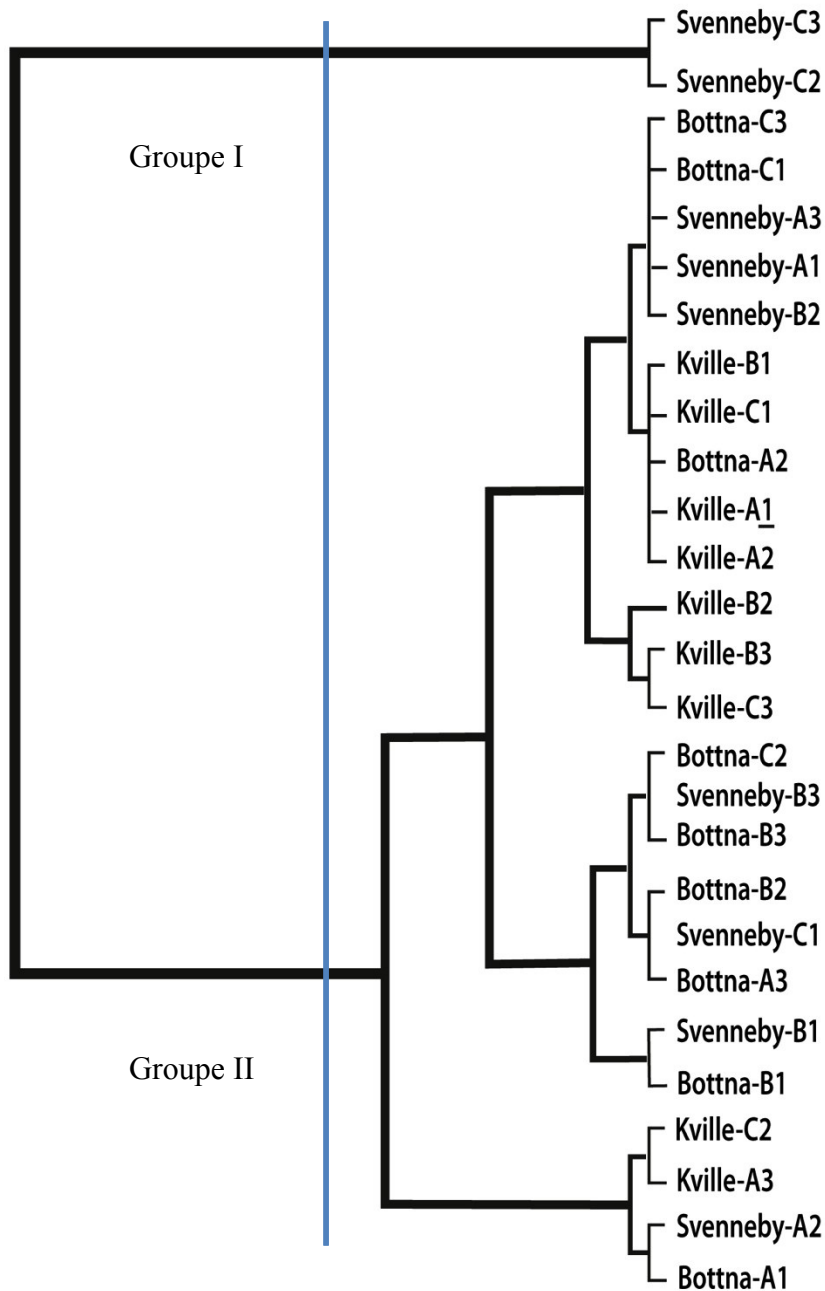 Svenneby-C3
Svenneby-C2
Bottna-C3
Groupe I
Bottna-C1
Svenneby-A3
Svenneby-A1
Svenneby-B2
Kville-B1
Kville-C1
Bottna-A2
Kville-A1
Kville-A2
Kville-B2
Kville-B3
Kville-C3
Bottna-C2
Svenneby-B3
Bottna-B3
Bottna-B2
Svenneby-C1
Bottna-A3
Svenneby-B1
Groupe II
Bottna-B1
Kville-C2
Kville-A3
Svenneby-A2
Bottna-A1